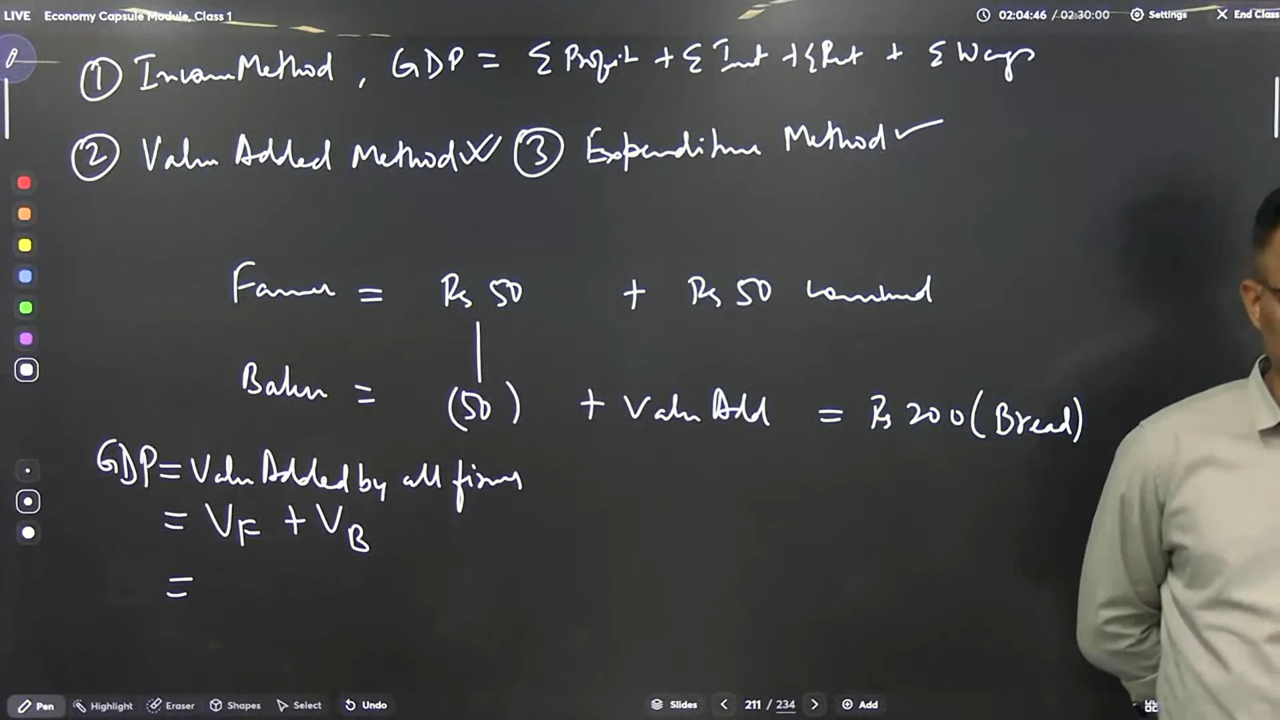 LIVE Economy Capsule Module, Class 1 02:04:46 / 02:30:00 Settings End Class
① Income Method, GDP = Σ Profit + Σ Int + Σ Rent + Σ Wages
② Value Added Method ③ Expenditure Method ✓
Farmer = Rs 50 + Rs 50 consumed
Baker = (50) + Value Add = Rs 200 (Bread)
GDP = Value Added by all firms
= VF + VB
=
Pen Highlight Eraser Shapes Select Undo Slides 211 / 234 Add